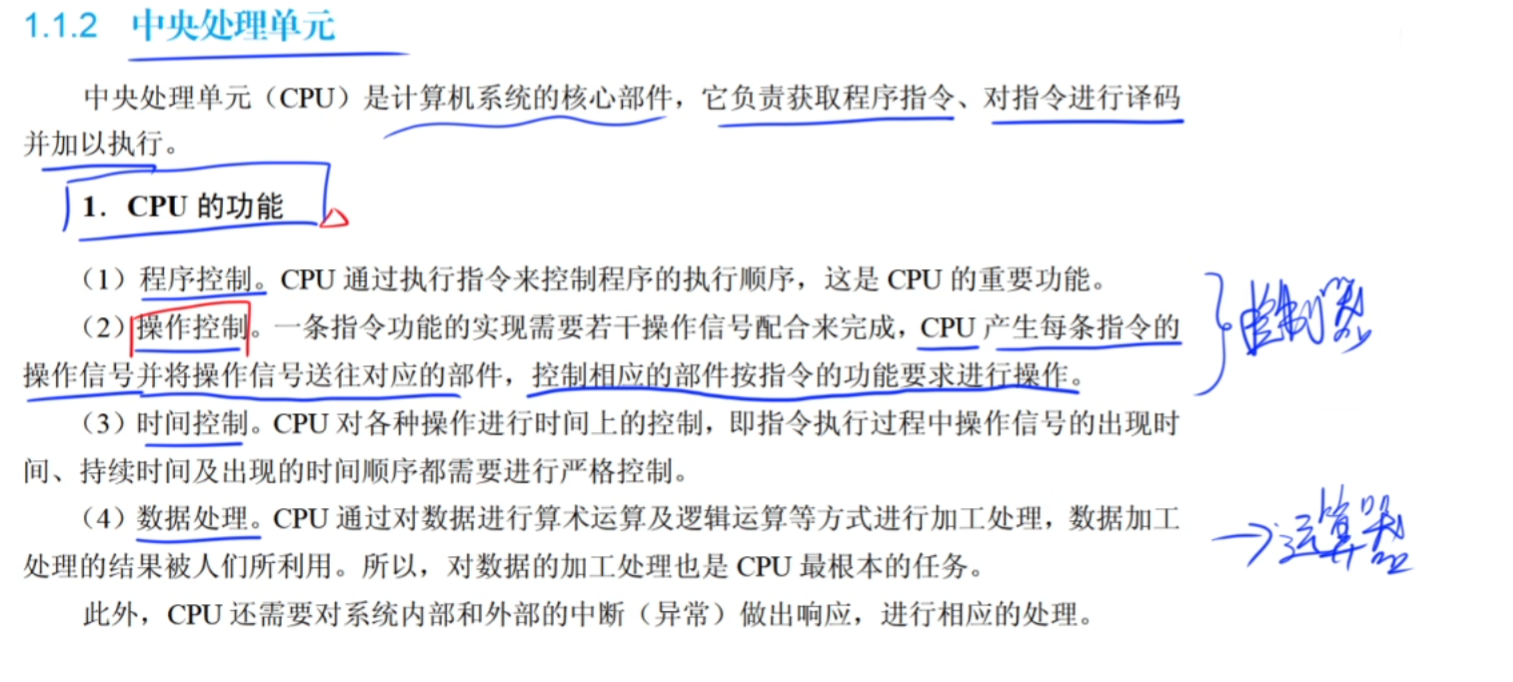 1.1.2 中央处理单元
中央处理单元（CPU）是计算机系统的核心部件，它负责获取程序指令、对指令进行译码
并加以执行。
1．CPU 的功能
（1）程序控制。CPU 通过执行指令来控制程序的执行顺序，这是 CPU 的重要功能。
（2）操作控制。一条指令功能的实现需要若干操作信号配合来完成，CPU 产生每条指令的
操作信号并将操作信号送往对应的部件，控制相应的部件按指令的功能要求进行操作。
控制器
（3）时间控制。CPU 对各种操作进行时间上的控制，即指令执行过程中操作信号的出现时
间、持续时间及出现的时间顺序都需要进行严格控制。
（4）数据处理。CPU 通过对数据进行算术运算及逻辑运算等方式进行加工处理，数据加工
处理的结果被人们所利用。所以，对数据的加工处理也是 CPU 最根本的任务。
→运算器
此外，CPU 还需要对系统内部和外部的中断（异常）做出响应，进行相应的处理。